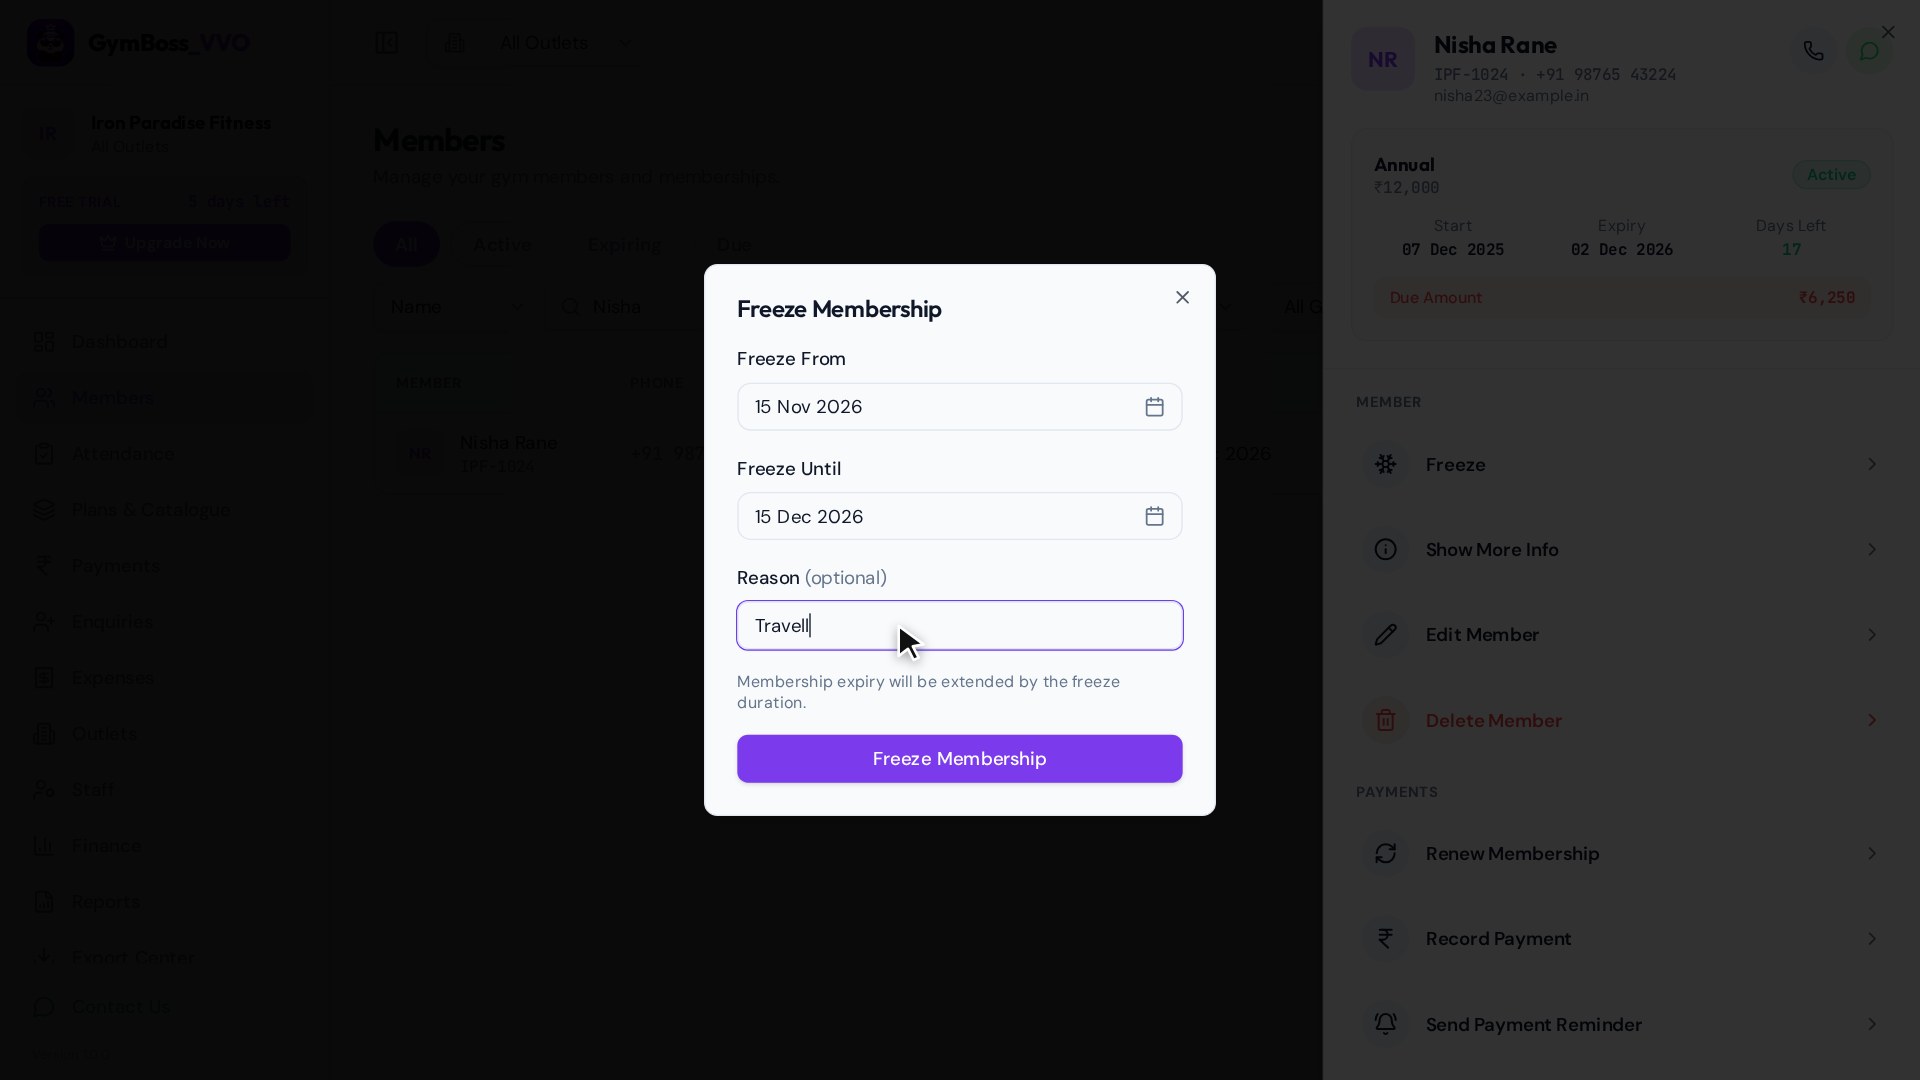 GymBoss_VVO
All Outlets
Iron Paradise Fitness
All Outlets
FREE TRIAL
5 days left
Upgrade Now
Dashboard
Members
Attendance
Plans & Catalogue
Payments
Enquiries
Expenses
Outlets
Staff
Finance
Reports
Export Center
Contact Us
Members
Manage your gym members and memberships.
All
Active
Expiring
Due
Name
Nisha
All G
MEMBER
PHONE
NR
Nisha Rane
IPF-1024
+91 987
2026
Freeze Membership
Freeze From
15 Nov 2026
Freeze Until
15 Dec 2026
Reason (optional)
Travell
Membership expiry will be extended by the freeze
duration.
Freeze Membership
NR
Nisha Rane
IPF-1024 · +91 98765 43224
nisha23@example.in
Annual
₹12,000
Active
Start
Expiry
Days Left
07 Dec 2025
02 Dec 2026
17
Due Amount
₹6,250
MEMBER
Freeze
Show More Info
Edit Member
Delete Member
PAYMENTS
Renew Membership
Record Payment
Send Payment Reminder